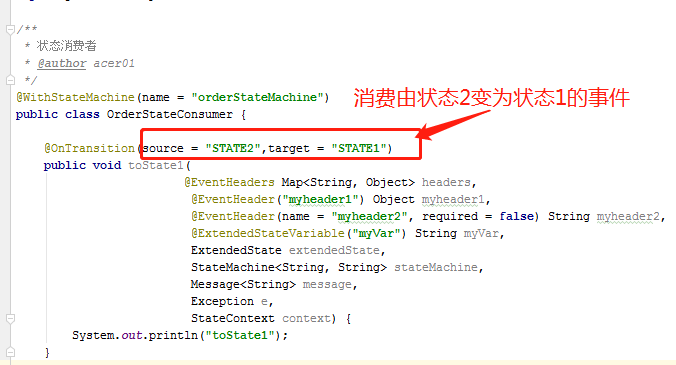 /**
* 状态消费者
* @author acer01
*/
@WithStateMachine(name = "orderStateMachine")
消费由状态2变为状态1的事件
public class OrderStateConsumer {
@OnTransition(source = "STATE2",target = "STATE1")
public void toState1(
@EventHeaders Map<String, Object> headers,
@EventHeader("myheader1") Object myheader1,
@EventHeader(name = "myheader2", required = false) String myheader2,
@ExtendedStateVariable("myVar") String myVar,
ExtendedState extendedState,
StateMachine<String, String> stateMachine,
Message<String> message,
Exception e,
StateContext context) {
System.out.println("toState1");
}